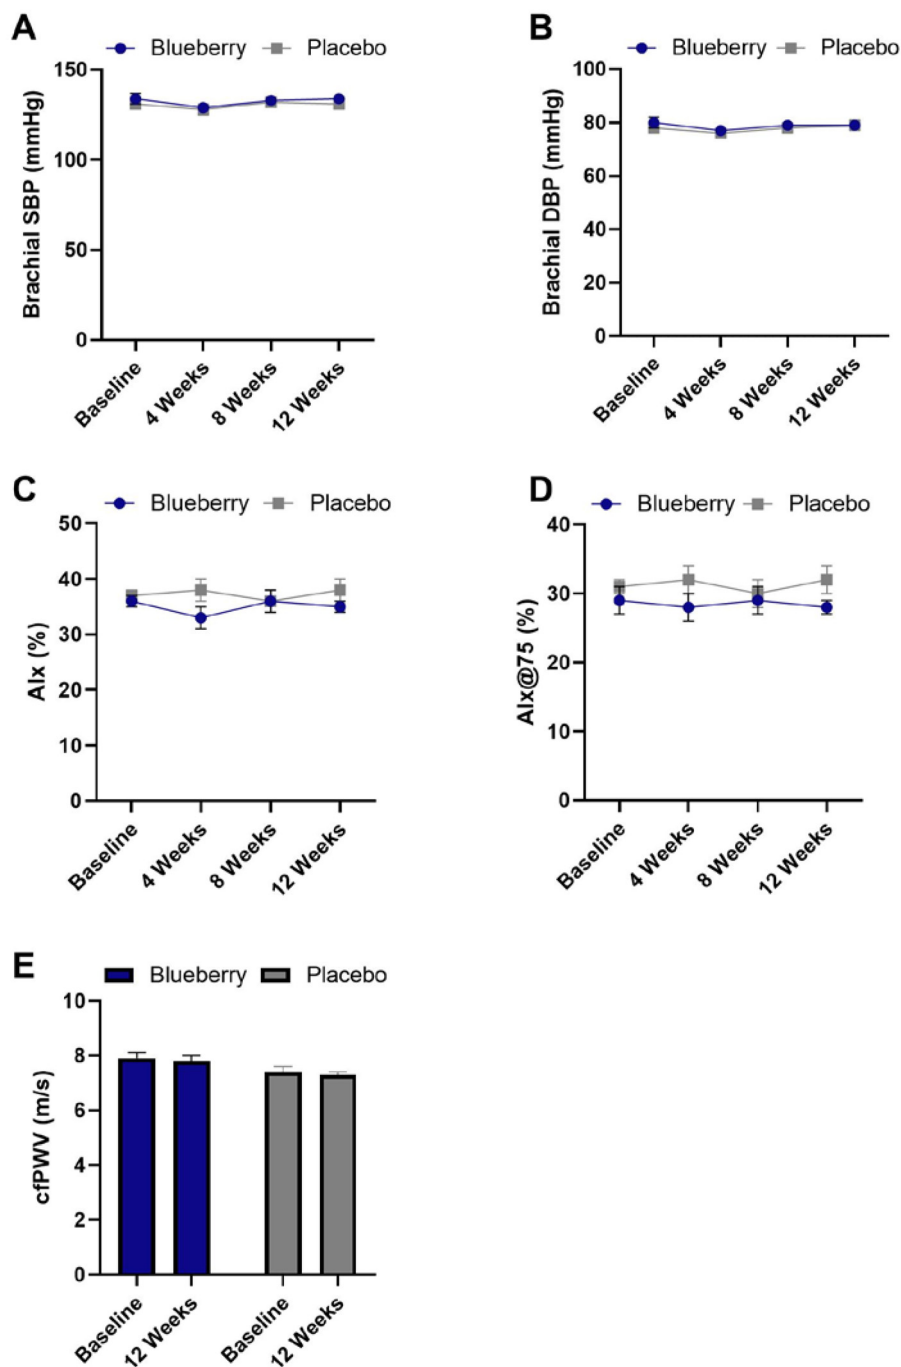 A
Blueberry Placebo
Brachial SBP (mmHg)
150
100
50
0
Baseline
4 Weeks
8 Weeks
12 Weeks
B
Blueberry Placebo
Brachial DBP (mmHg)
100
80
60
40
20
0
Baseline
4 Weeks
8 Weeks
12 Weeks
C
Blueberry Placebo
AIx (%)
50
40
30
20
10
0
Baseline
4 Weeks
8 Weeks
12 Weeks
D
Blueberry Placebo
AIx@75 (%)
40
30
20
10
0
Baseline
4 Weeks
8 Weeks
12 Weeks
E
Blueberry Placebo
cfPWV (m/s)
10
8
6
4
2
0
Baseline
12 Weeks
Baseline
12 Weeks